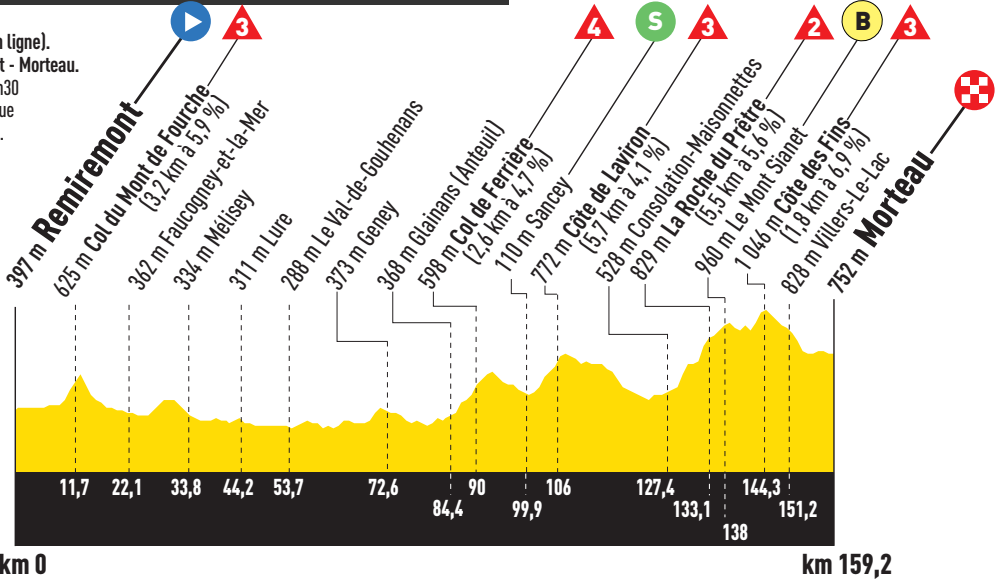 n ligne).
t - Morteau.
h30
ue
.
397 m Remiremont
3
625 m Col du Mont de Fourche
(3,2 km à 5,9 %)
362 m Faucogney-et-la-Mer
334 m Mélisey
311 m Lure
288 m Le Val-de-Gouhenans
373 m Geney
368 m Glainans (Anteuil)
4
598 m Col de Ferrière
(2,6 km à 4,7 %)
S
110 m Sancey
3
772 m Côte de Laviron
(5,7 km à 4,1 %)
528 m Consolation-Maisonnettes
2
829 m La Roche du Prêtre
(5,5 km à 5,6 %)
B
960 m Le Mont Sianet
3
1 046 m Côte des Fins
(1,8 km à 6,9 %)
828 m Villers-Le-Lac
752 m Morteau
11,7
22,1
33,8
44,2
53,7
72,6
84,4
90
99,9
106
127,4
133,1
138
144,3
151,2
km 0
km 159,2